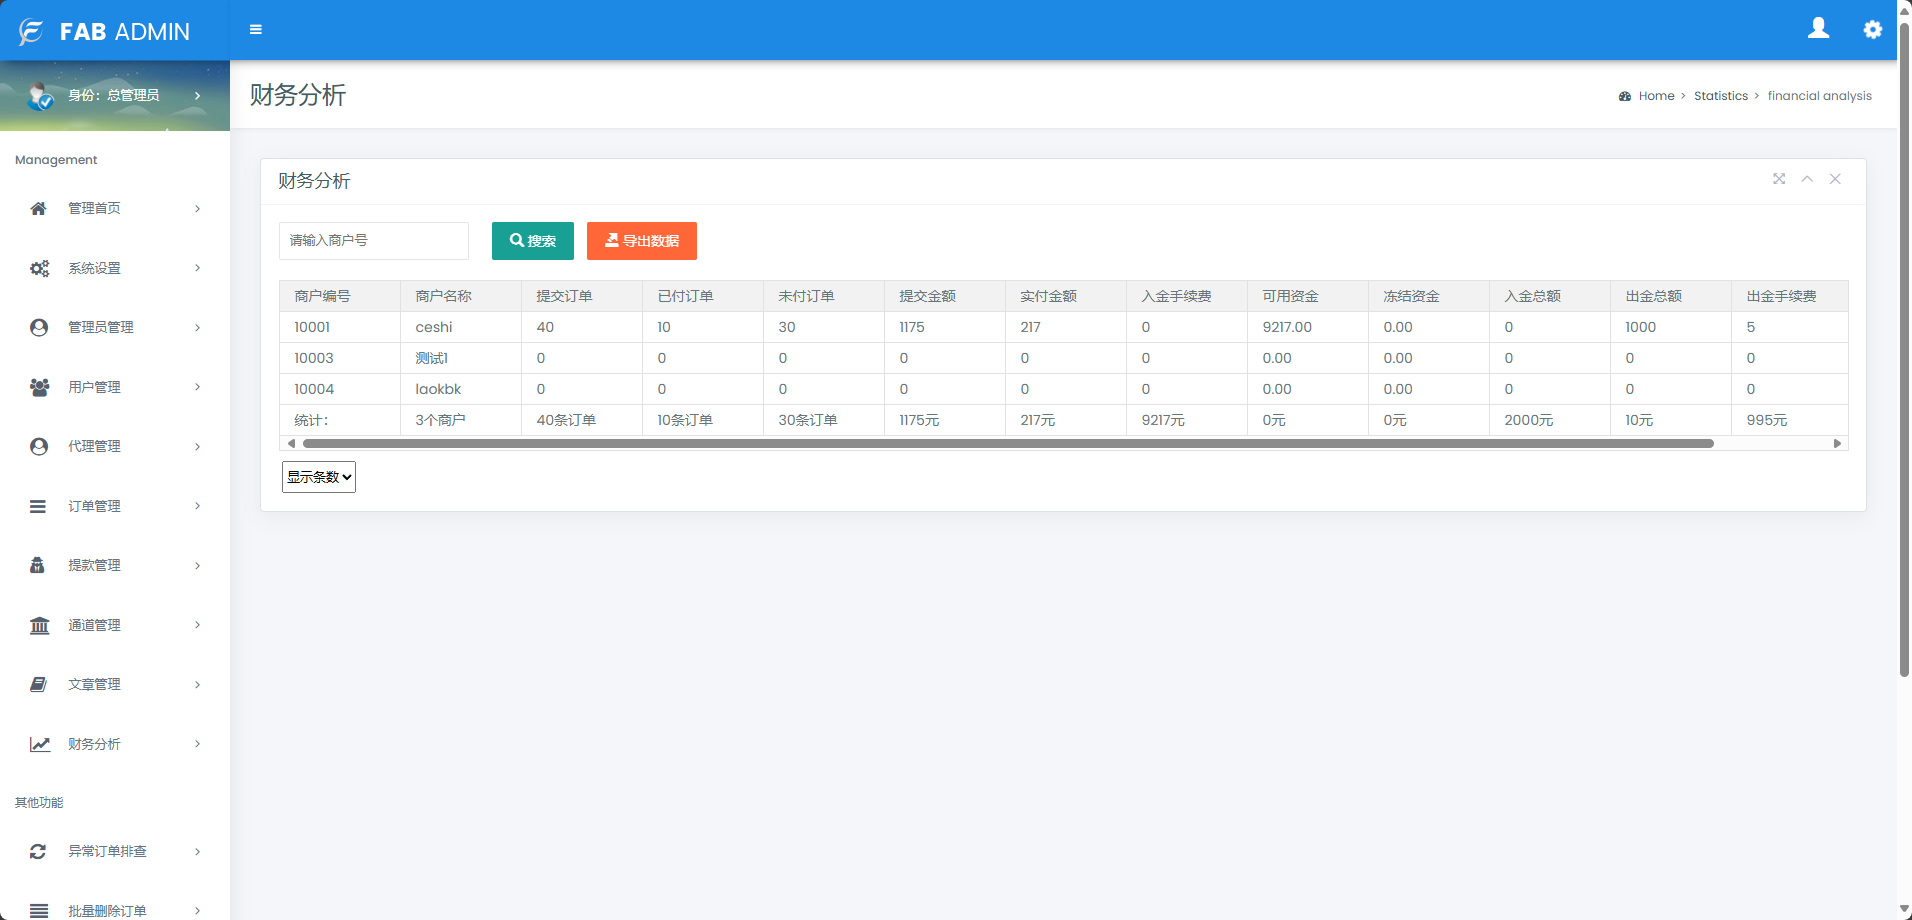 FAB ADMIN
身份：总管理员
Management
管理首页
系统设置
管理员管理
用户管理
代理管理
订单管理
提款管理
通道管理
文章管理
财务分析
其他功能
异常订单排查
批量删除订单
财务分析
Home > Statistics > financial analysis
财务分析
请输入商户号 搜索 导出数据
商户编号 商户名称 提交订单 已付订单 未付订单 提交金额 实付金额 入金手续费 可用资金 冻结资金 入金总额 出金总额 出金手续费
10001 ceshi 40 10 30 1175 217 0 9217.00 0.00 0 1000 5
10003 测试1 0 0 0 0 0 0 0.00 0.00 0 0 0
10004 laokbk 0 0 0 0 0 0 0.00 0.00 0 0 0
统计： 3个商户 40条订单 10条订单 30条订单 1175元 217元 9217元 0元 0元 2000元 10元 995元
显示条数